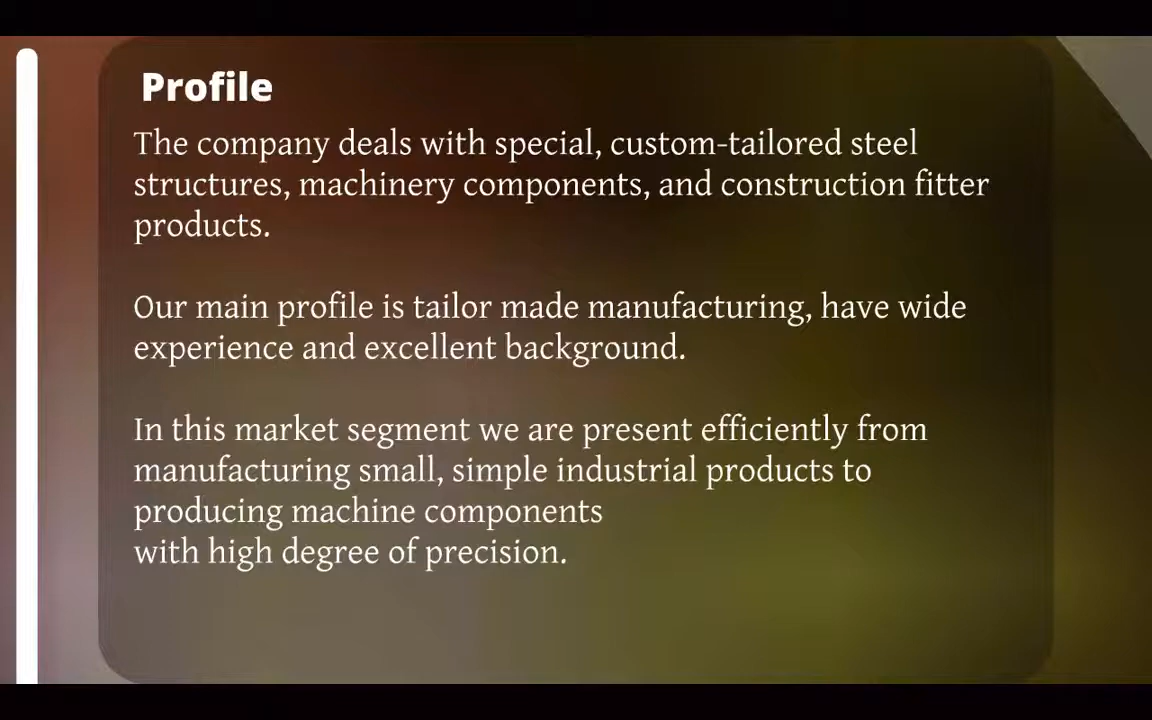 Profile
The company deals with special, custom-tailored steel
structures, machinery components, and construction fitter
products.
Our main profile is tailor made manufacturing, have wide
experience and excellent background.
In this market segment we are present efficiently from
manufacturing small, simple industrial products to
producing machine components
with high degree of precision.